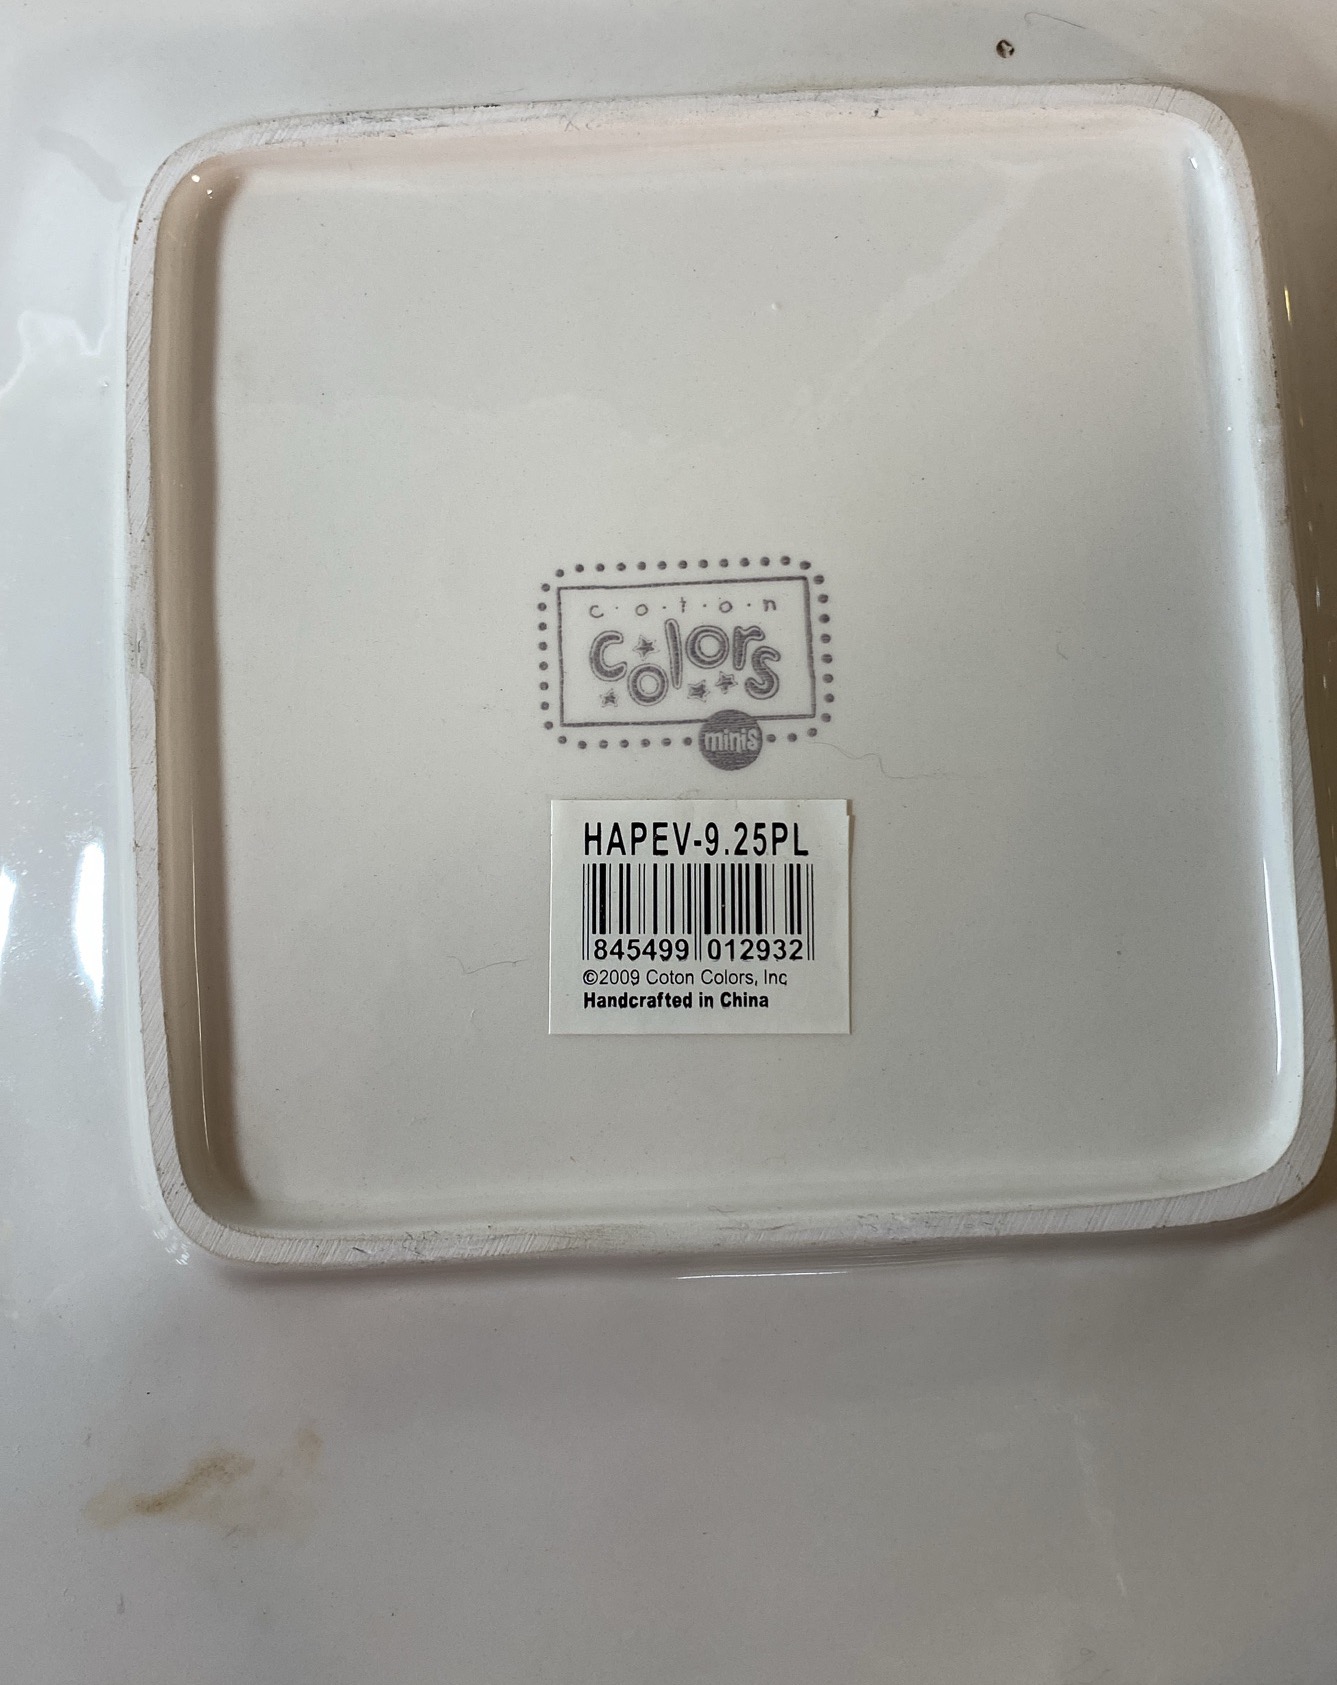 c·o·t·o·n
colors
minis
HAPEV-9.25PL
845499 012932
©2009 Coton Colors, Inc
Handcrafted in China